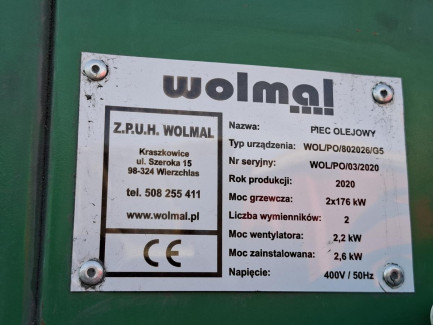 wolmal
Z.P.U.H. WOLMAL
Kraszkowice
ul. Szeroka 15
98-324 Wierzchlas
tel. 508 255 411
www.wolmal.pl
CE
Nazwa: PIEC OLEJOWY
Typ urządzenia: WOL/PO/802026/G5
Nr seryjny: WOL/PO/03/2020
Rok produkcji: 2020
Moc grzewcza: 2x176 kW
Liczba wymienników: 2
Moc wentylatora: 2,2 kW
Moc zainstalowana: 2,6 kW
Napięcie: 400V / 50Hz